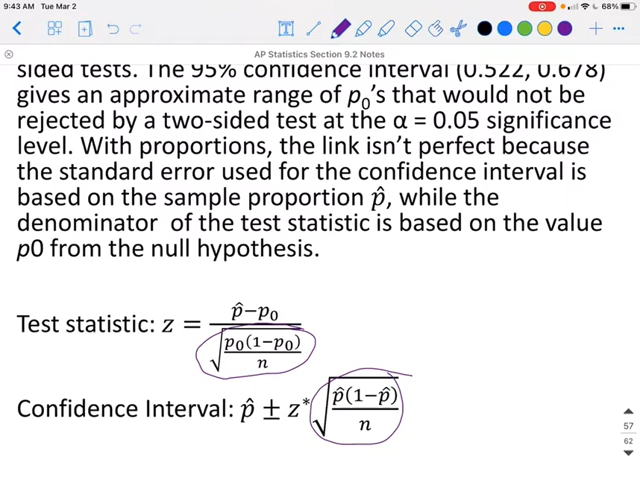 9:43 AM Tue Mar 2 68%
AP Statistics Section 9.2 Notes
sided tests. The 95% confidence interval (0.522, 0.678)
gives an approximate range of p₀'s that would not be
rejected by a two-sided test at the α = 0.05 significance
level. With proportions, the link isn't perfect because
the standard error used for the confidence interval is
based on the sample proportion p̂, while the
denominator of the test statistic is based on the value
p0 from the null hypothesis.
Test statistic: z = (p̂−p₀)/√(p₀(1−p₀)/n)
Confidence Interval: p̂ ± z* √(p̂(1−p̂)/n)
57
62